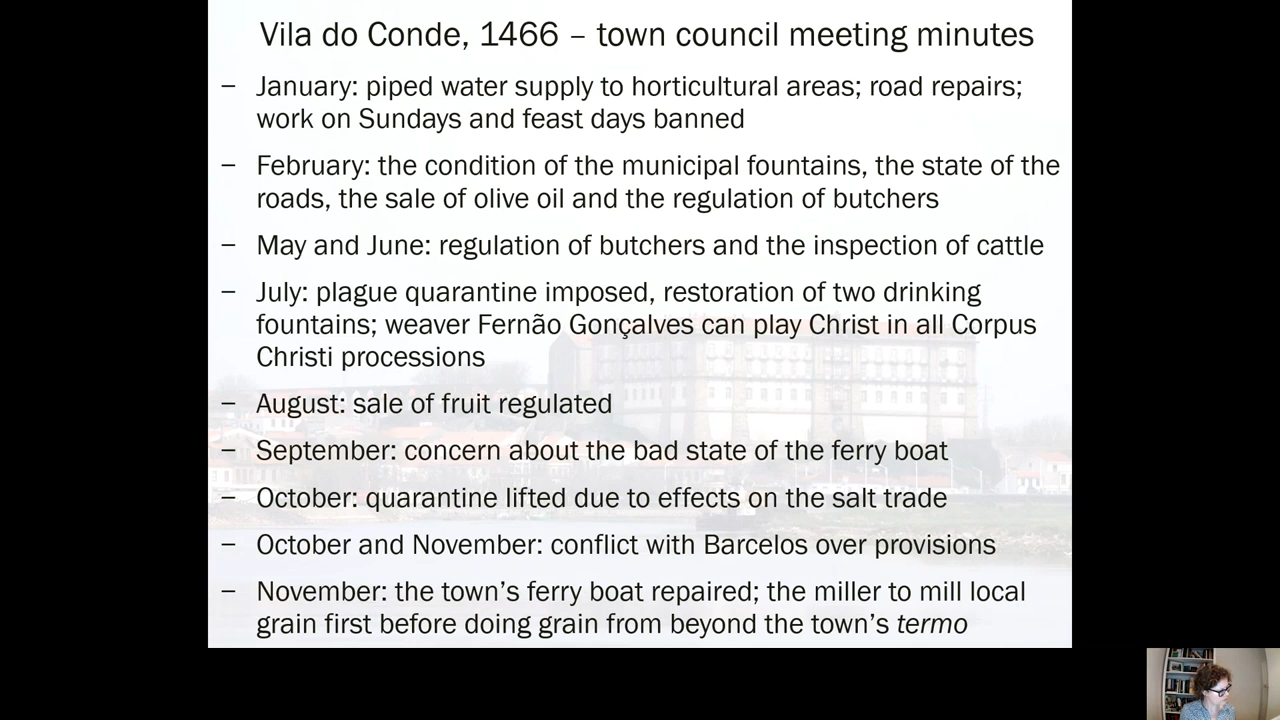 Vila do Conde, 1466 – town council meeting minutes
– January: piped water supply to horticultural areas; road repairs;
work on Sundays and feast days banned
– February: the condition of the municipal fountains, the state of the
roads, the sale of olive oil and the regulation of butchers
– May and June: regulation of butchers and the inspection of cattle
– July: plague quarantine imposed, restoration of two drinking
fountains; weaver Fernão Gonçalves can play Christ in all Corpus
Christi processions
– August: sale of fruit regulated
– September: concern about the bad state of the ferry boat
– October: quarantine lifted due to effects on the salt trade
– October and November: conflict with Barcelos over provisions
– November: the town’s ferry boat repaired; the miller to mill local
grain first before doing grain from beyond the town’s termo